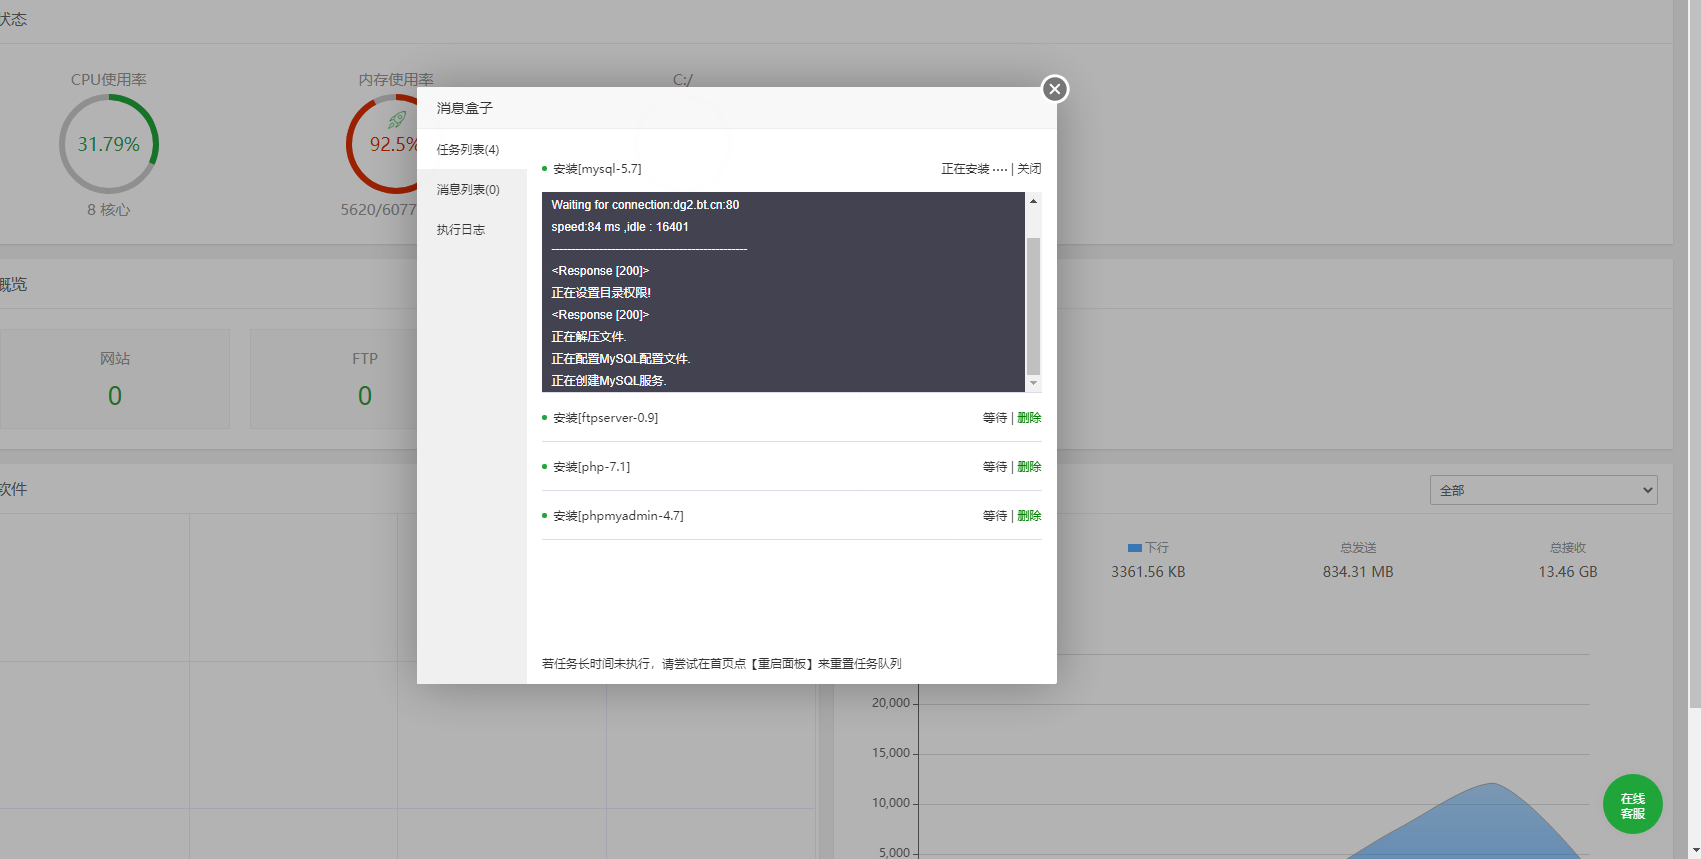 状态
CPU使用率
内存使用率
C:/
31.79%
92.5%
8 核心
5620/6077
概览
网站
0
FTP
0
软件
消息盒子
任务列表(4)
消息列表(0)
执行日志
安装[mysql-5.7]
正在安装 ···· | 关闭
Waiting for connection:dg2.bt.cn:80
speed:84 ms ,idle : 16401
-------------------------------------------------
<Response [200]>
正在设置目录权限!
<Response [200]>
正在解压文件.
正在配置MySQL配置文件.
正在创建MySQL服务.
安装[ftpserver-0.9]
等待 | 删除
安装[php-7.1]
等待 | 删除
安装[phpmyadmin-4.7]
等待 | 删除
若任务长时间未执行，请尝试在首页点【重启面板】来重置任务队列
全部
下行
3361.56 KB
总发送
834.31 MB
总接收
13.46 GB
20,000
15,000
10,000
5,000
在线
客服